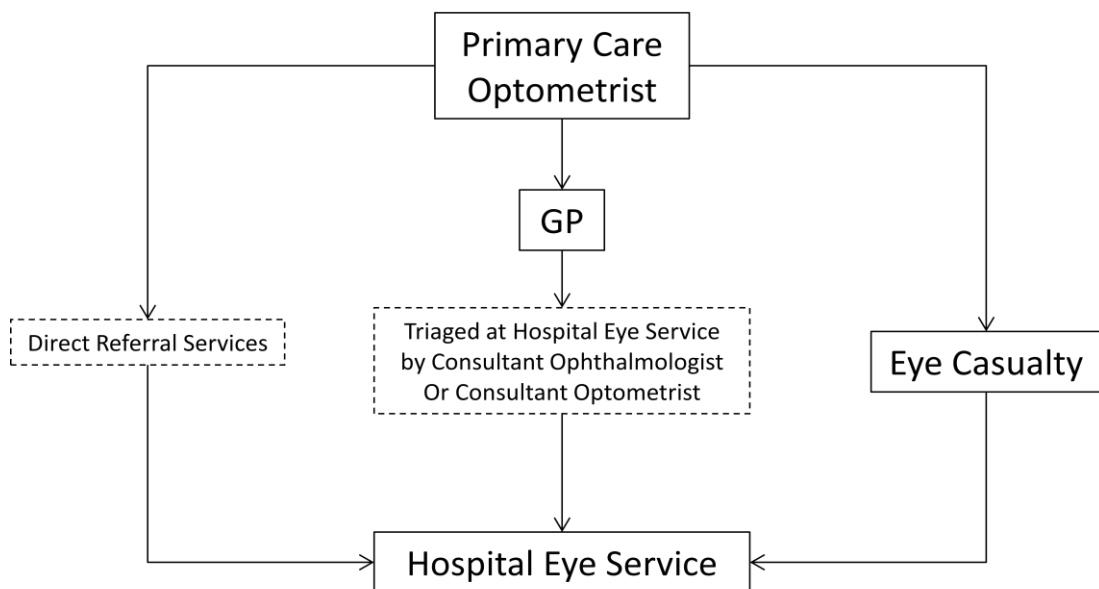 Primary Care
Optometrist
GP
Direct Referral Services
Triaged at Hospital Eye Service
by Consultant Ophthalmologist
Or Consultant Optometrist
Eye Casualty
Hospital Eye Service